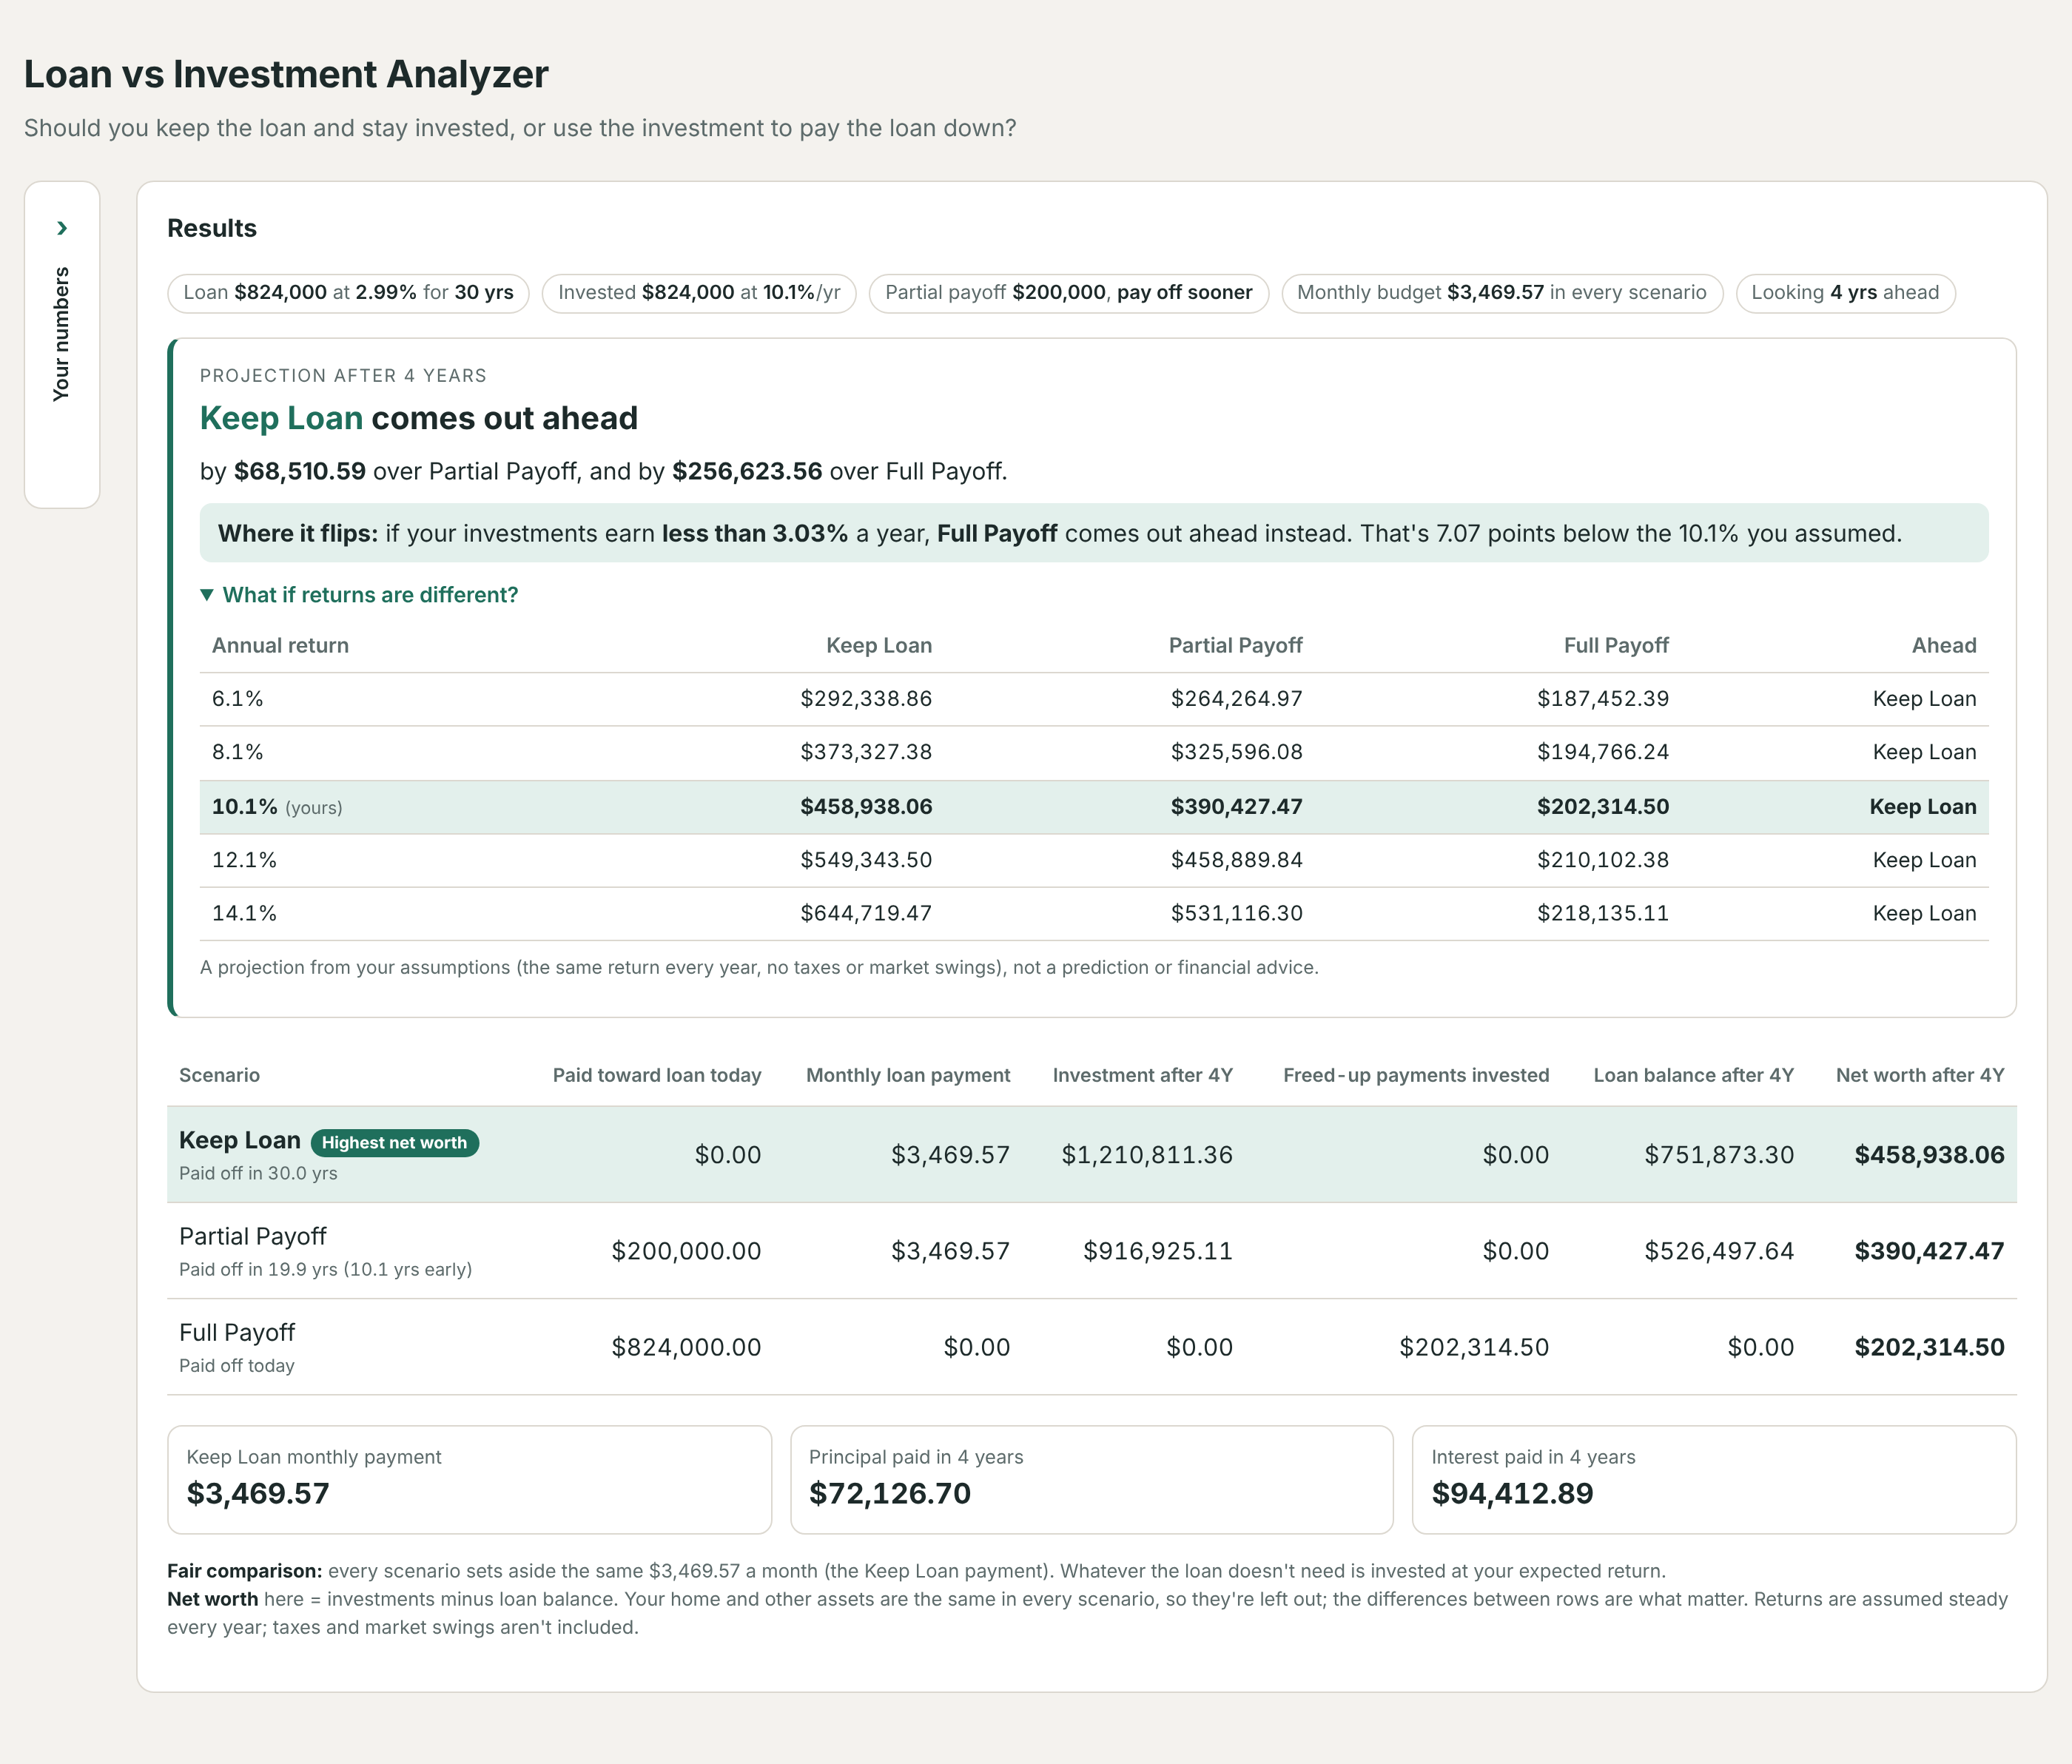 Loan vs Investment Analyzer
Should you keep the loan and stay invested, or use the investment to pay the loan down?
Your numbers
Results
Loan $824,000 at 2.99% for 30 yrs
Invested $824,000 at 10.1%/yr
Partial payoff $200,000, pay off sooner
Monthly budget $3,469.57 in every scenario
Looking 4 yrs ahead
PROJECTION AFTER 4 YEARS
Keep Loan comes out ahead
by $68,510.59 over Partial Payoff, and by $256,623.56 over Full Payoff.
Where it flips: if your investments earn less than 3.03% a year, Full Payoff comes out ahead instead. That's 7.07 points below the 10.1% you assumed.
▼ What if returns are different?
Annual return Keep Loan Partial Payoff Full Payoff Ahead
6.1% $292,338.86 $264,264.97 $187,452.39 Keep Loan
8.1% $373,327.38 $325,596.08 $194,766.24 Keep Loan
10.1% (yours) $458,938.06 $390,427.47 $202,314.50 Keep Loan
12.1% $549,343.50 $458,889.84 $210,102.38 Keep Loan
14.1% $644,719.47 $531,116.30 $218,135.11 Keep Loan
A projection from your assumptions (the same return every year, no taxes or market swings), not a prediction or financial advice.
Scenario Paid toward loan today Monthly loan payment Investment after 4Y Freed-up payments invested Loan balance after 4Y Net worth after 4Y
Keep Loan Highest net worth $0.00 $3,469.57 $1,210,811.36 $0.00 $751,873.30 $458,938.06
Paid off in 30.0 yrs
Partial Payoff $200,000.00 $3,469.57 $916,925.11 $0.00 $526,497.64 $390,427.47
Paid off in 19.9 yrs (10.1 yrs early)
Full Payoff $824,000.00 $0.00 $0.00 $202,314.50 $0.00 $202,314.50
Paid off today
Keep Loan monthly payment
$3,469.57
Principal paid in 4 years
$72,126.70
Interest paid in 4 years
$94,412.89
Fair comparison: every scenario sets aside the same $3,469.57 a month (the Keep Loan payment). Whatever the loan doesn't need is invested at your expected return.
Net worth here = investments minus loan balance. Your home and other assets are the same in every scenario, so they're left out; the differences between rows are what matter. Returns are assumed steady
every year; taxes and market swings aren't included.